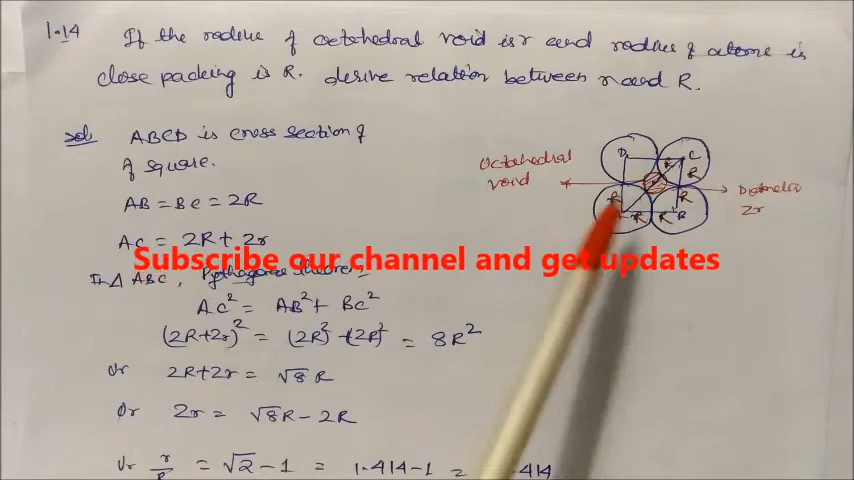 1.14 If the radius of octahedral void is r and radius of atoms in
close packing is R. derive relation between r and R.
Sol ABCD is cross section of
of square.
AB = BC = 2R
AC = 2R + 2r
Subscribe our channel and get updates
In △ ABC, Pythagoras theorem
AC² = AB² + BC²
(2R+2r)² = (2R)² + (2R)² = 8R²
Or 2R+2r = √8 R
Or 2r = √8R - 2R
Or r/R = √2 - 1 = 1.414-1 = .414
Octahedral
void
D
C
R
R
R
R
R
R
B
Diameter
2r